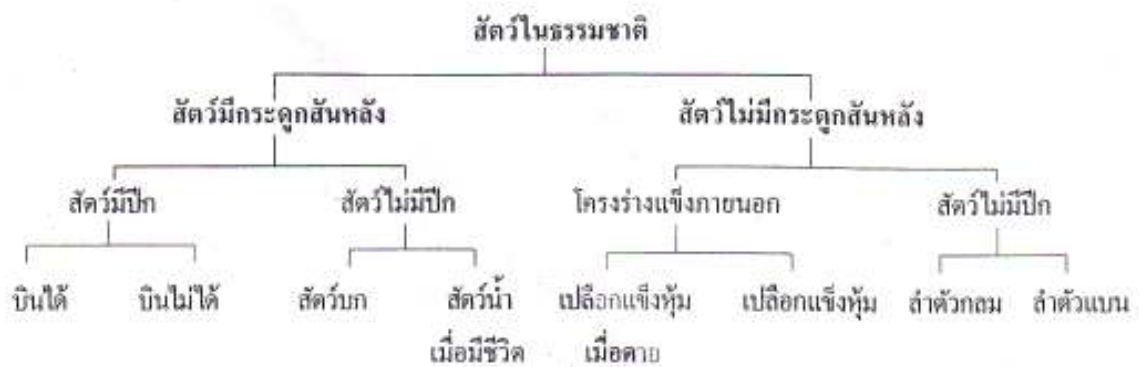 สัตว์ในธรรมชาติ
สัตว์มีกระดูกสันหลัง สัตว์ไม่มีกระดูกสันหลัง
สัตว์มีปีก สัตว์ไม่มีปีก โครงร่างแข็งภายนอก สัตว์ไม่มีปีก
บินได้ บินไม่ได้ สัตว์บก สัตว์น้ำ เปลือกแข็งหุ้ม เปลือกแข็งหุ้ม ลำตัวกลม ลำตัวแบน
เมื่อมีชีวิต เมื่อตาย